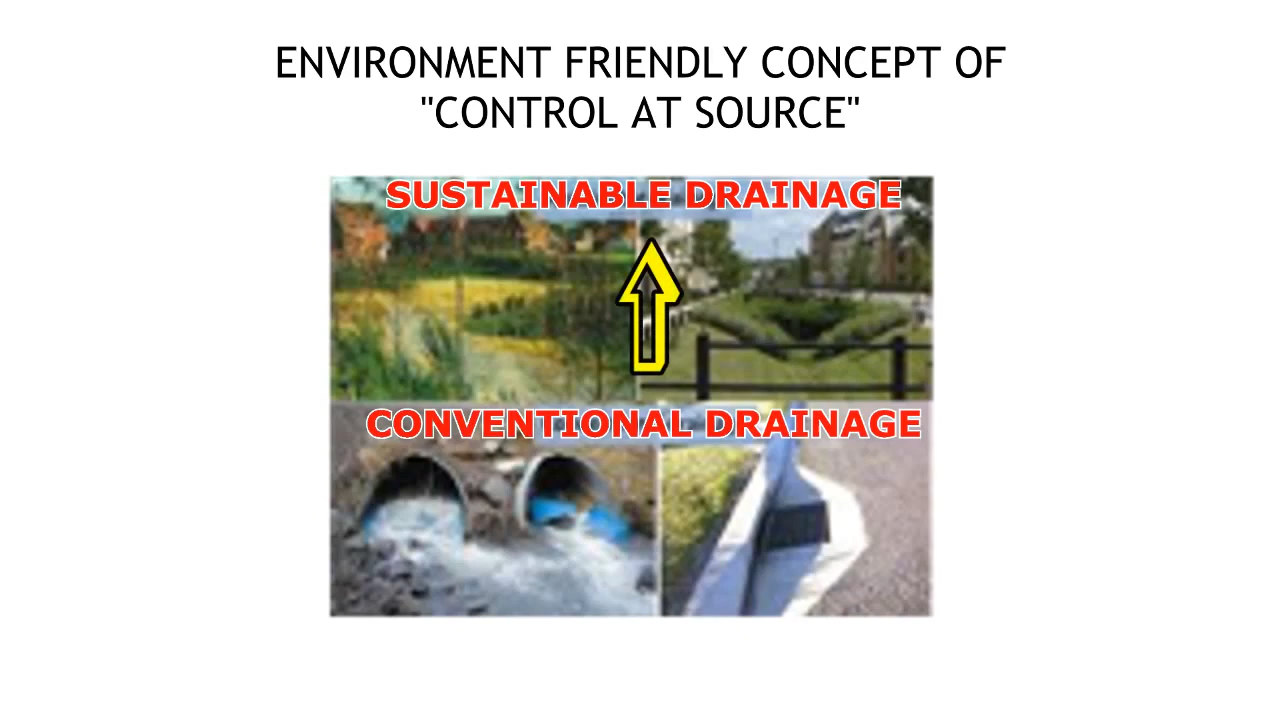 ENVIRONMENT FRIENDLY CONCEPT OF
"CONTROL AT SOURCE"
SUSTAINABLE DRAINAGE
CONVENTIONAL DRAINAGE